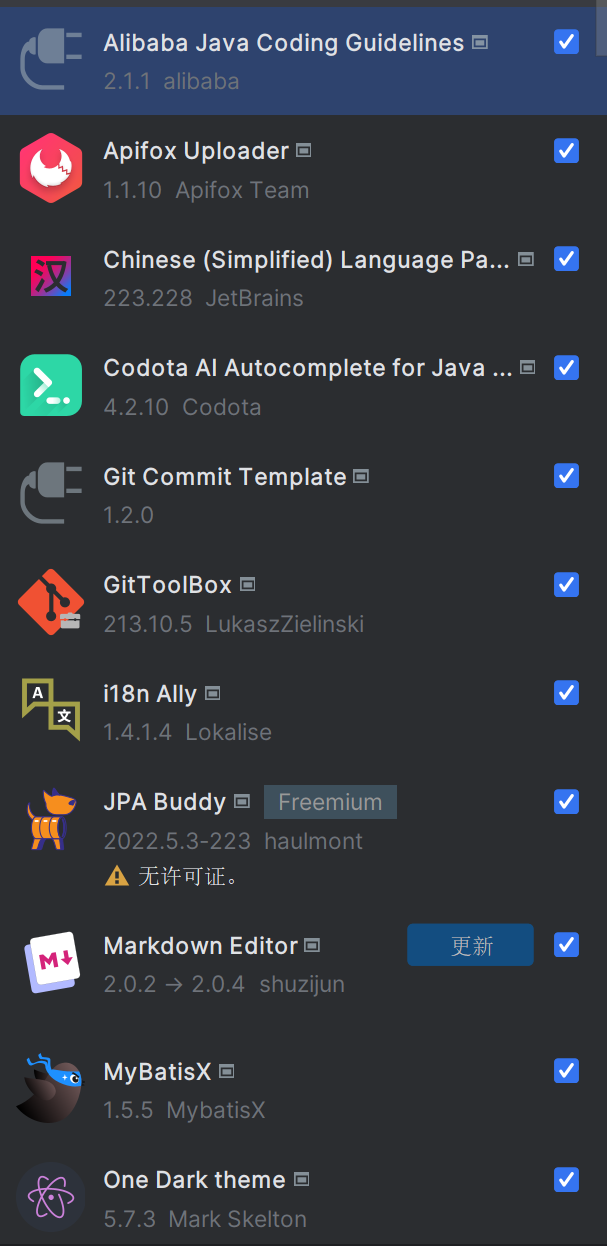 Alibaba Java Coding Guidelines
2.1.1 alibaba
Apifox Uploader
1.1.10 Apifox Team
汉
Chinese (Simplified) Language Pa...
223.228 JetBrains
Codota AI Autocomplete for Java ...
4.2.10 Codota
Git Commit Template
1.2.0
GitToolBox
213.10.5 LukaszZielinski
A
文
i18n Ally
1.4.1.4 Lokalise
JPA Buddy Freemium
2022.5.3-223 haulmont
无许可证。
M↓
Markdown Editor 更新
2.0.2 → 2.0.4 shuzijun
MyBatisX
1.5.5 MybatisX
One Dark theme
5.7.3 Mark Skelton